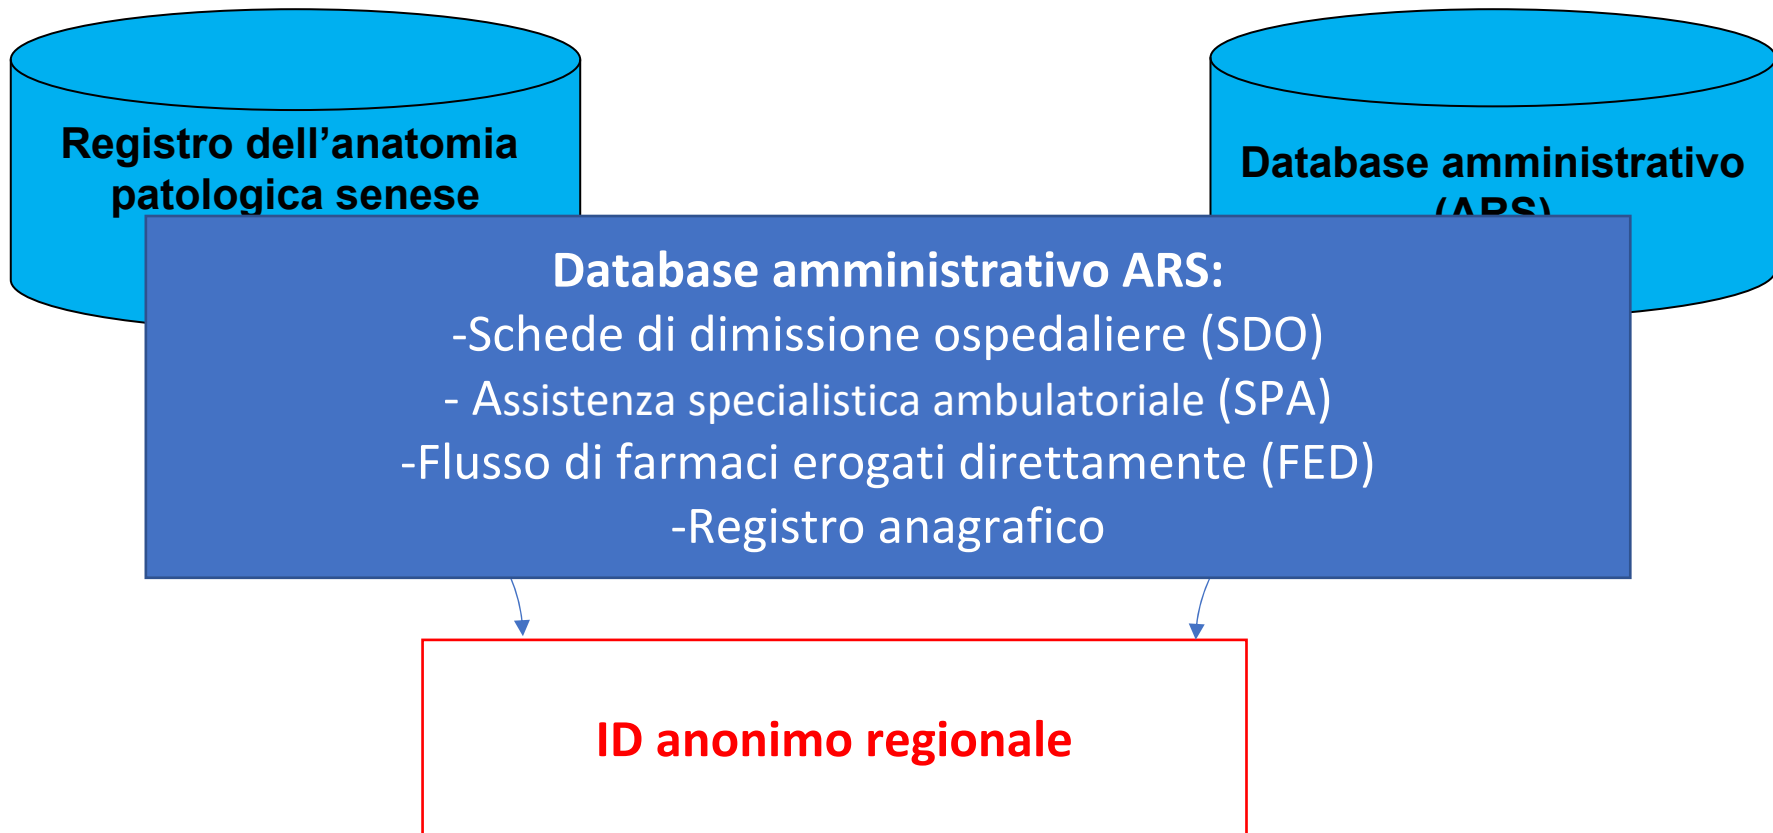 Registro dell’anatomia
patologica senese
Database amministrativo
(ARS)
Database amministrativo ARS:
-Schede di dimissione ospedaliere (SDO)
- Assistenza specialistica ambulatoriale (SPA)
-Flusso di farmaci erogati direttamente (FED)
-Registro anagrafico
ID anonimo regionale